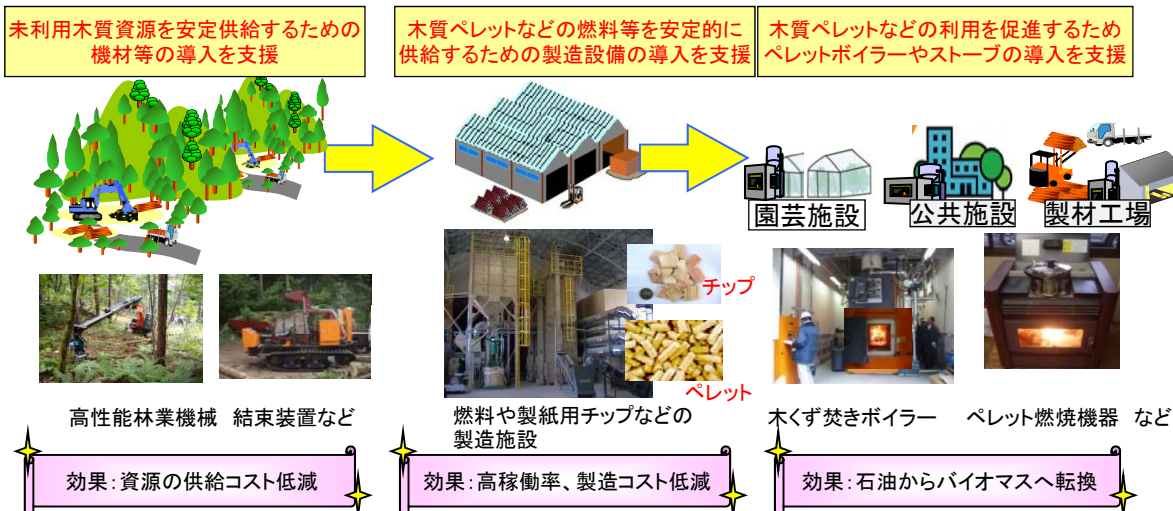 未利用木質資源を安定供給するための
機材等の導入を支援
木質ペレットなどの燃料等を安定的に
供給するための製造設備の導入を支援
木質ペレットなどの利用を促進するため
ペレットボイラーやストーブの導入を支援
園芸施設
公共施設
製材工場
チップ
ペレット
高性能林業機械 結束装置など
燃料や製紙用チップなどの
製造施設
木くず焚きボイラー
ペレット燃焼機器 など
効果:資源の供給コスト低減
効果:高稼働率、製造コスト低減
効果:石油からバイオマスへ転換